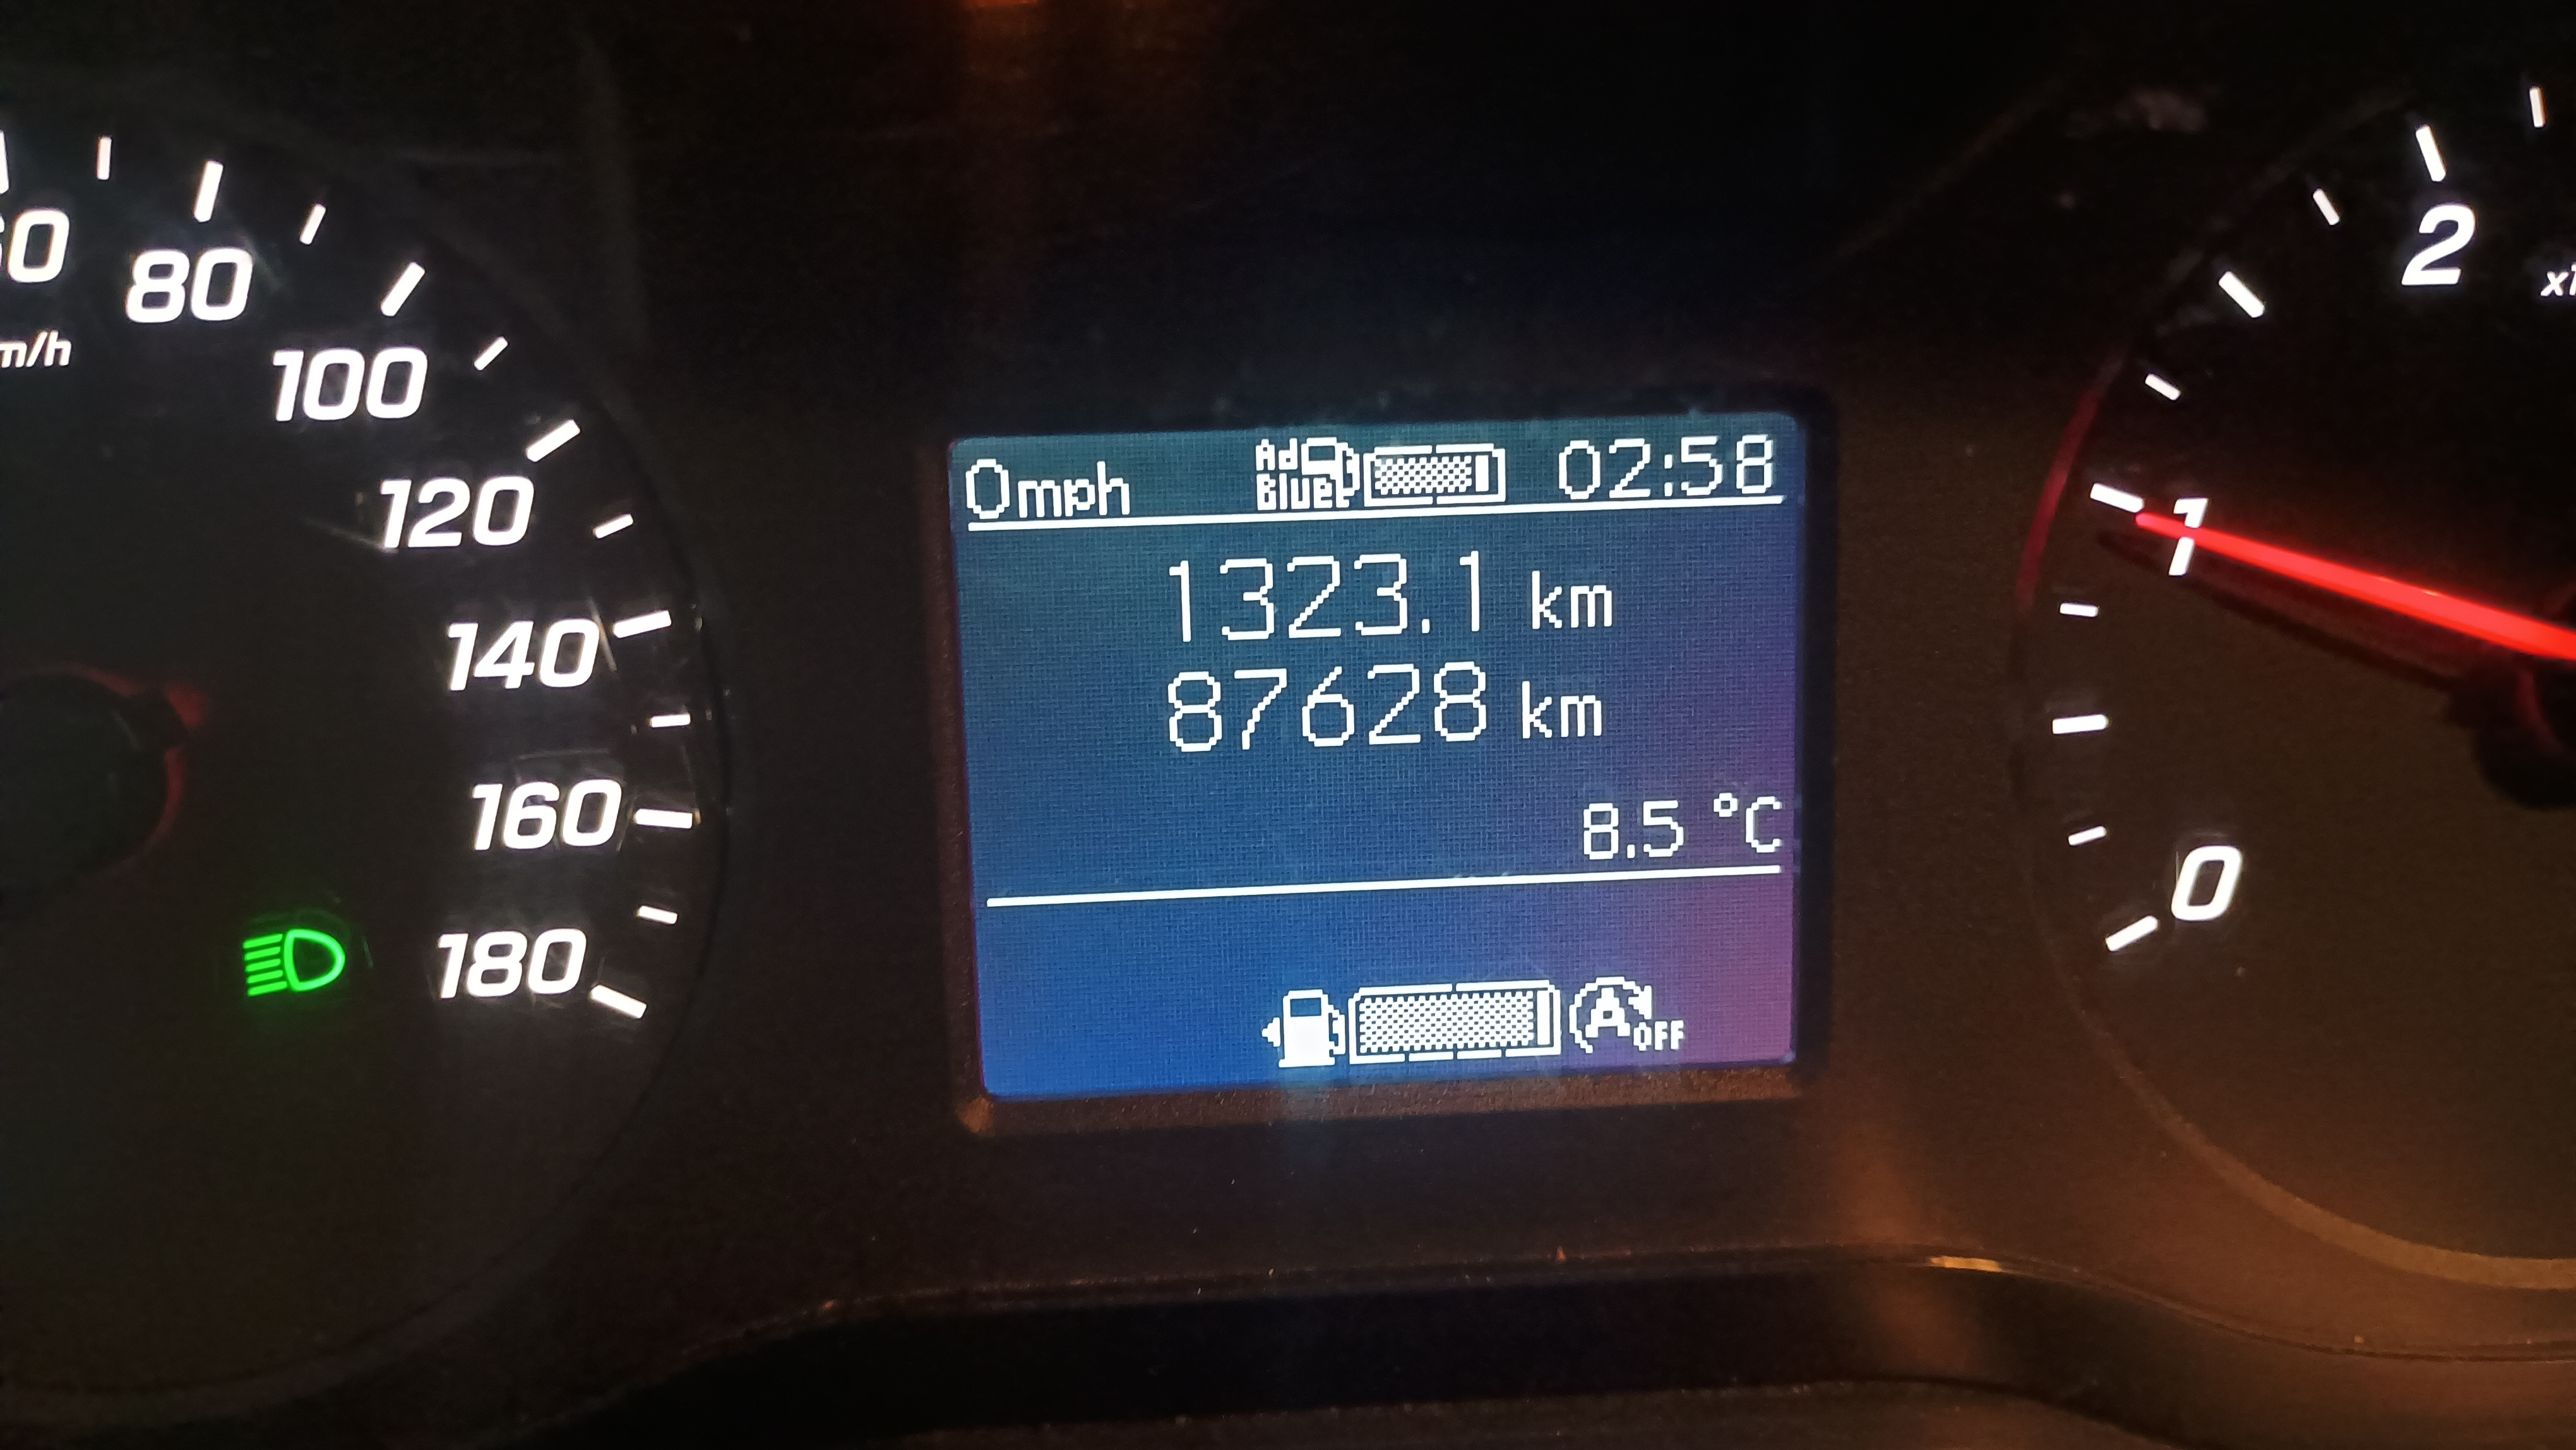 80
m/h
100
120
140
160
180
0mph Ad Blue 02:58
1323.1 km
87628 km
8.5 °C
A OFF
2
1
0